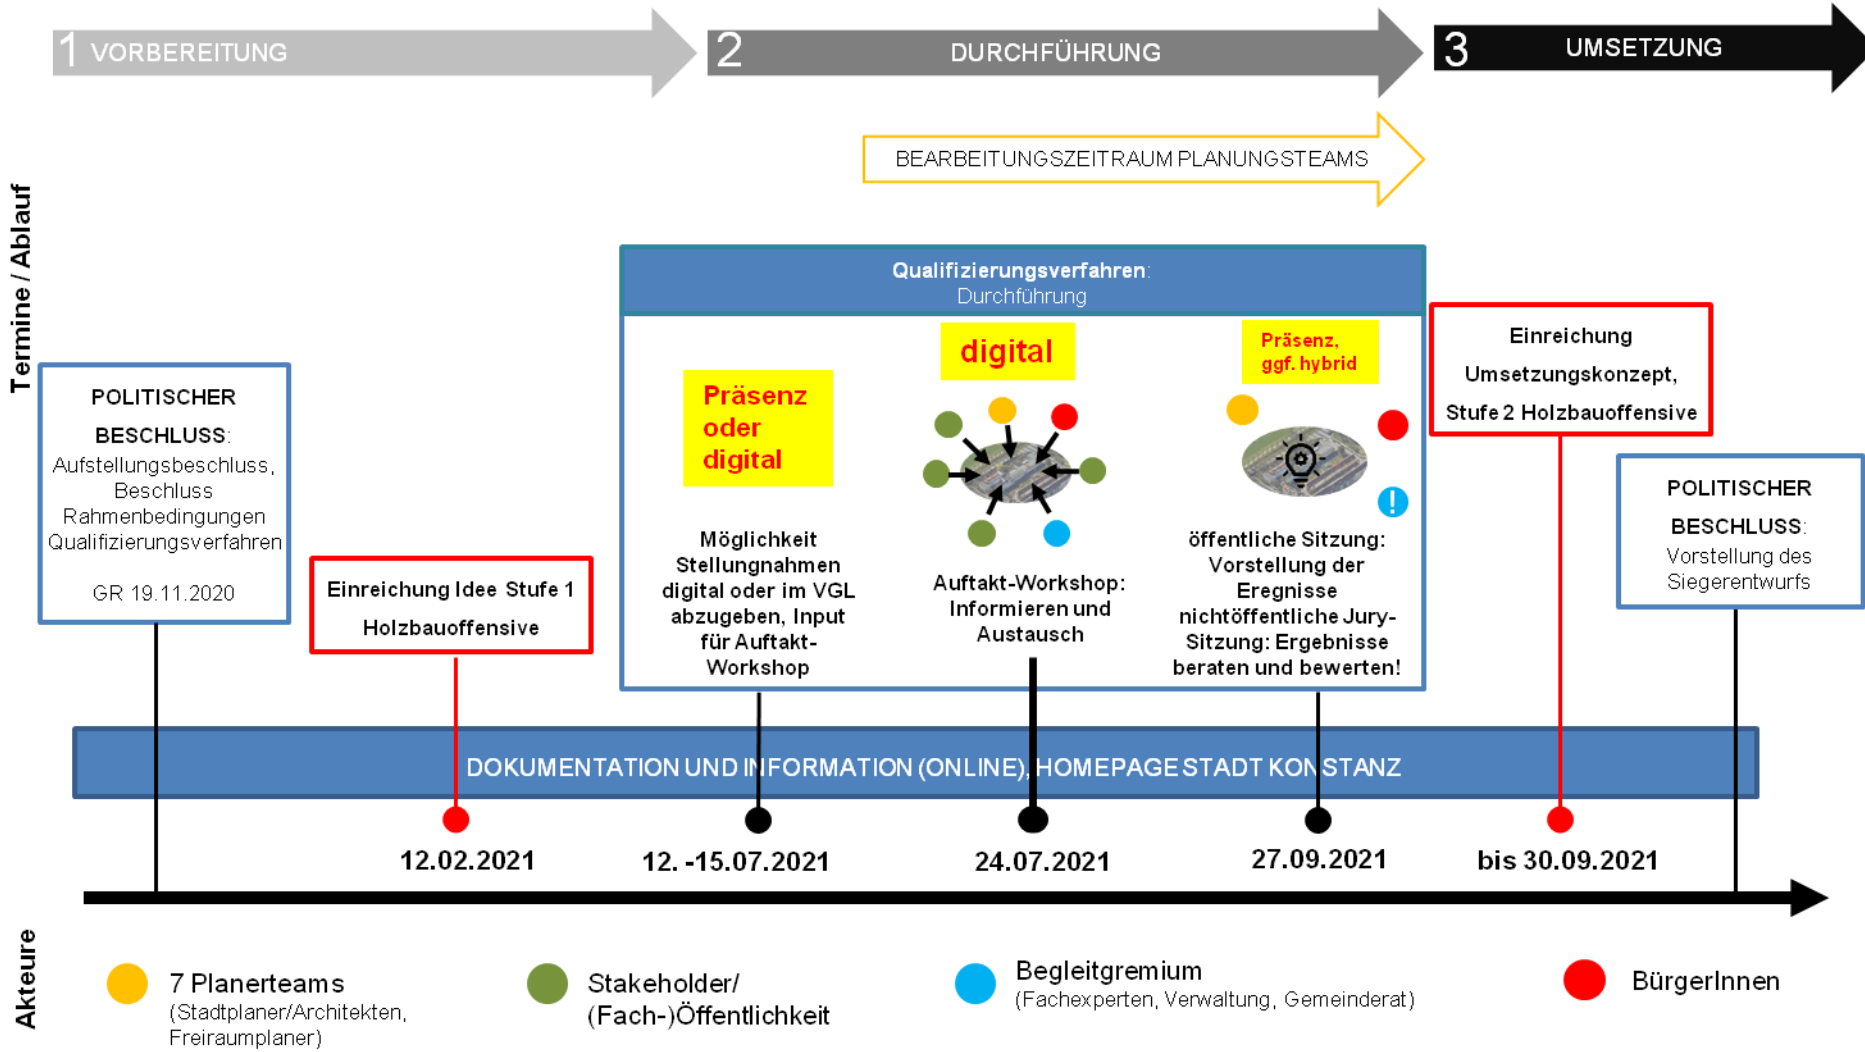 1 VORBEREITUNG
2 DURCHFÜHRUNG
3 UMSETZUNG
BEARBEITUNGSZEITRAUM PLANUNGSTEAMS
Termine / Ablauf
POLITISCHER
BESCHLUSS:
Aufstellungsbeschluss,
Beschluss
Rahmenbedingungen
Qualifizierungsverfahren
GR 19.11.2020
Einreichung Idee Stufe 1
Holzbauoffensive
Qualifizierungsverfahren:
Durchführung
Präsenz
oder
digital
Möglichkeit
Stellungnahmen
digital oder im VGL
abzugeben, Input
für Auftakt-
Workshop
digital
Auftakt-Workshop:
Informieren und
Austausch
Präsenz,
ggf. hybrid
!
öffentliche Sitzung:
Vorstellung der
Eregnisse
nichtöffentliche Jury-
Sitzung: Ergebnisse
beraten und bewerten!
Einreichung
Umsetzungskonzept,
Stufe 2 Holzbauoffensive
POLITISCHER
BESCHLUSS:
Vorstellung des
Siegerentwurfs
DOKUMENTATION UND INFORMATION (ONLINE), HOMEPAGE STADT KONSTANZ
12.02.2021
12. -15.07.2021
24.07.2021
27.09.2021
bis 30.09.2021
Akteure
7 Planerteams
(Stadtplaner/Architekten,
Freiraumplaner)
Stakeholder/
(Fach-)Öffentlichkeit
Begleitgremium
(Fachexperten, Verwaltung, Gemeinderat)
BürgerInnen